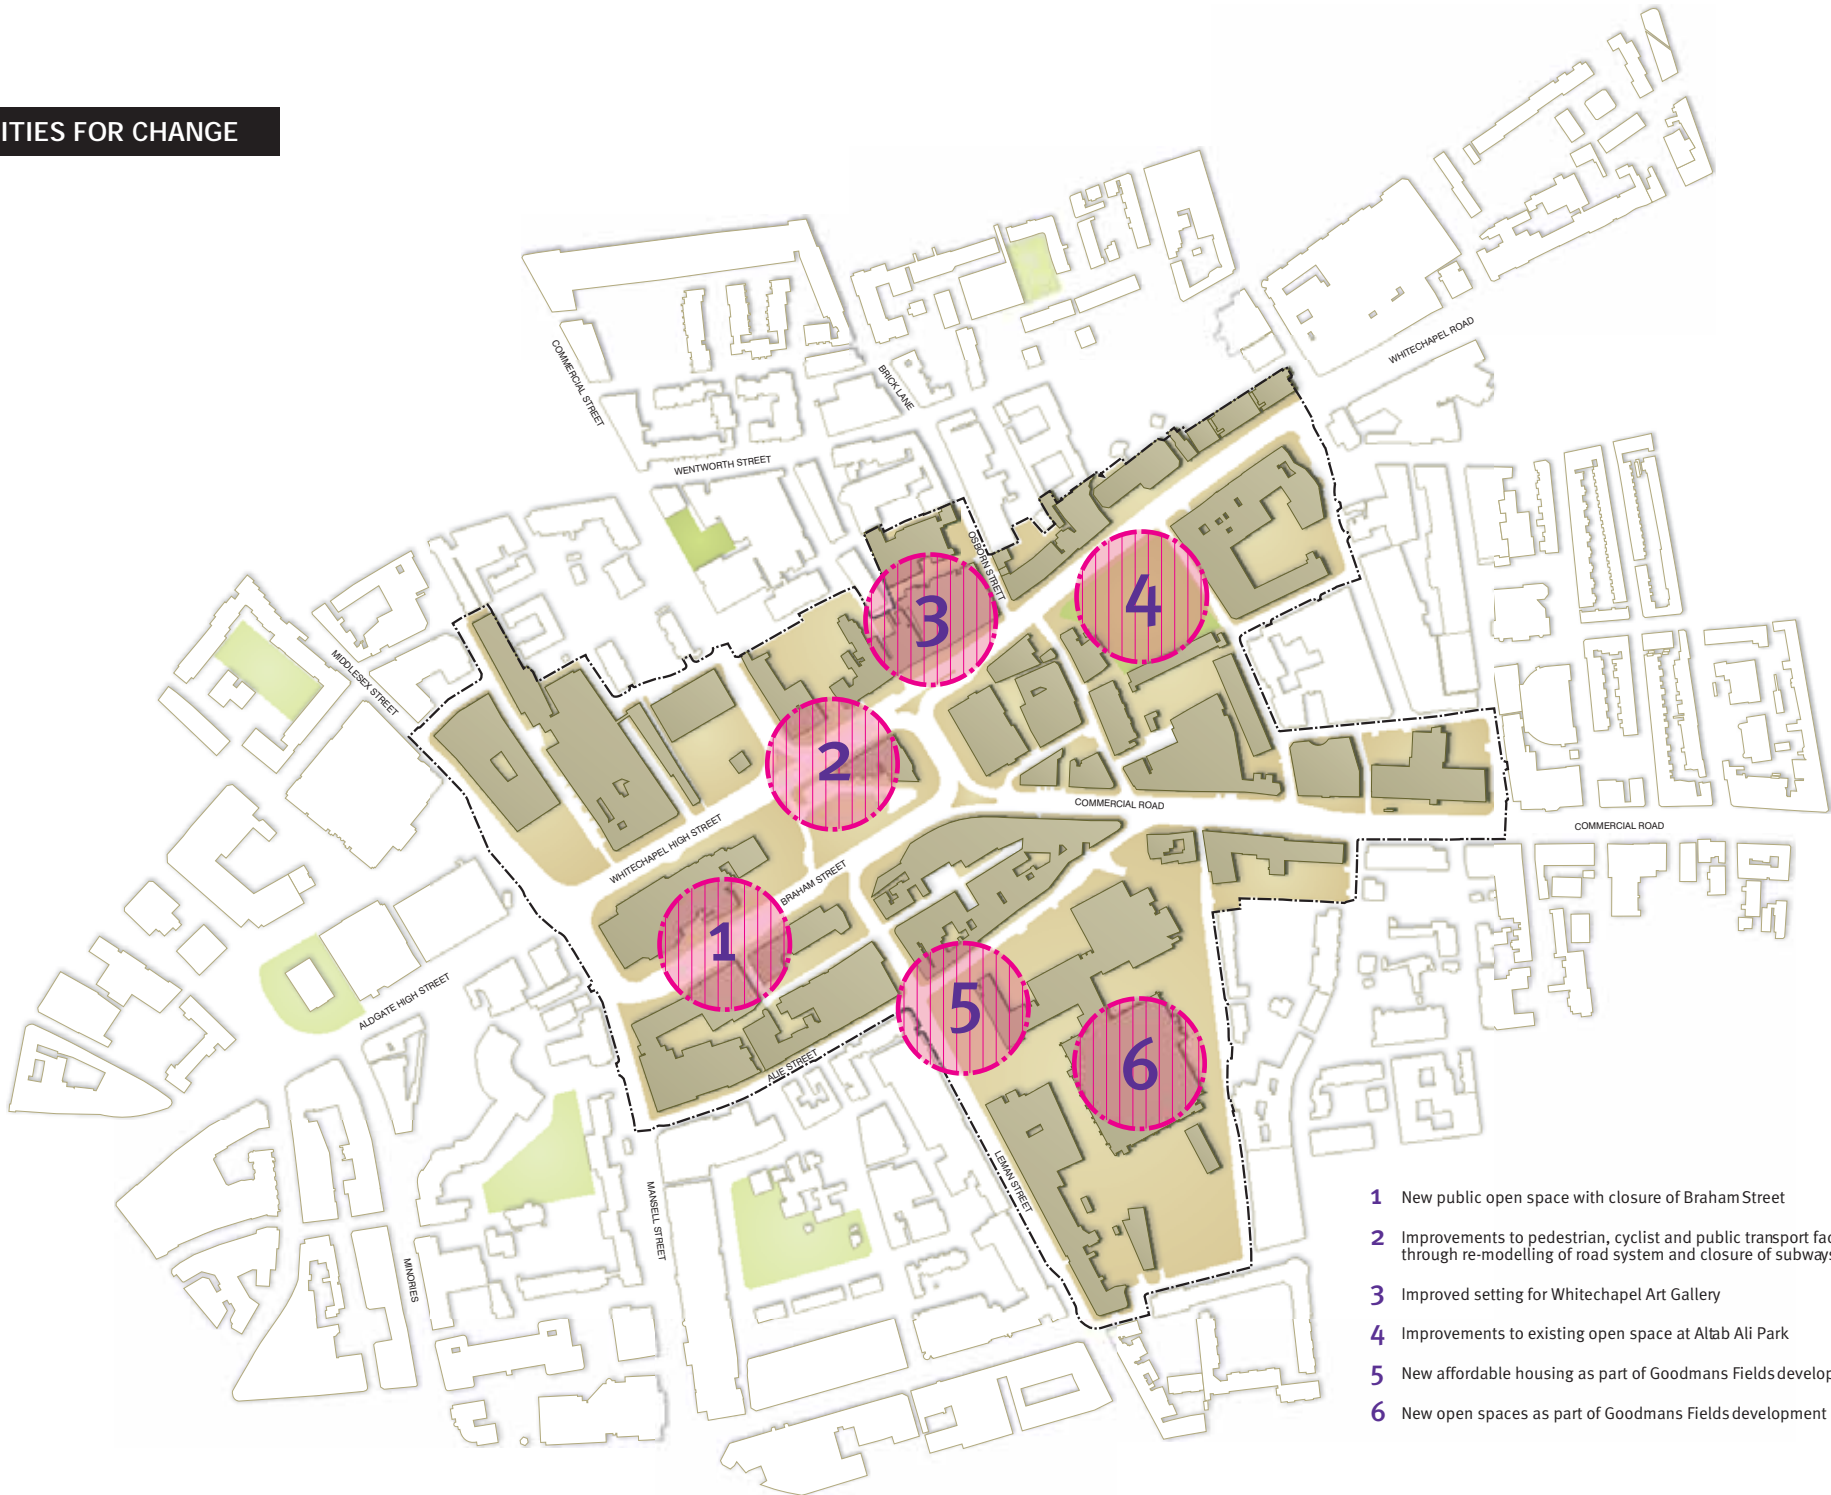 ITIES FOR CHANGE
WHITECHAPEL ROAD
COMMERCIAL STREET
BRICK LANE
WENTWORTH STREET
OSBORN STREET
3
4
MIDDLESEX STREET
2
COMMERCIAL ROAD
COMMERCIAL ROAD
WHITECHAPEL HIGH STREET
BRAHAM STREET
1
5
ALDGATE HIGH STREET
ALIE STREET
6
LEMAN STREET
MANSELL STREET
MINORIES
1 New public open space with closure of Braham Street
2 Improvements to pedestrian, cyclist and public transport fac
through re-modelling of road system and closure of subways
3 Improved setting for Whitechapel Art Gallery
4 Improvements to existing open space at Altab Ali Park
5 New affordable housing as part of Goodmans Fields develop
6 New open spaces as part of Goodmans Fields development